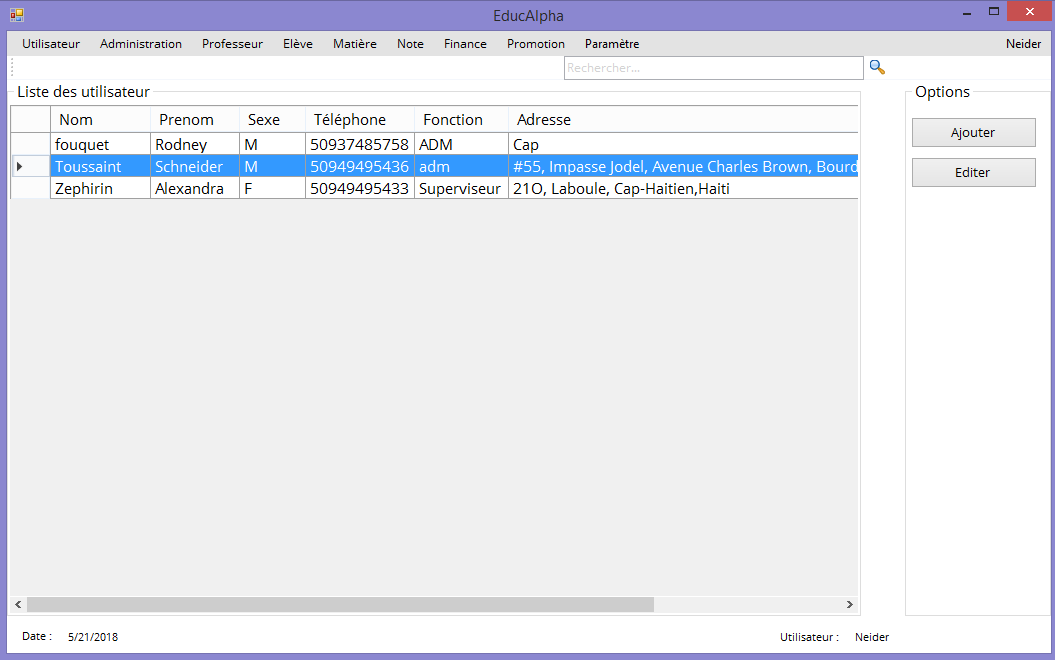 EducAlpha
Utilisateur Administration Professeur Elève Matière Note Finance Promotion Paramètre Neider
Rechercher...
Liste des utilisateur
Options
Nom Prenom Sexe Téléphone Fonction Adresse
fouquet Rodney M 50937485758 ADM Cap
Toussaint Schneider M 50949495436 adm #55, Impasse Jodel, Avenue Charles Brown, Bourd
Zephirin Alexandra F 50949495433 Superviseur 21O, Laboule, Cap-Haitien,Haiti
Ajouter
Editer
Date : 5/21/2018 Utilisateur : Neider